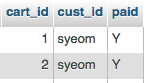 cart_id cust_id paid
1 syeom Y
2 syeom Y